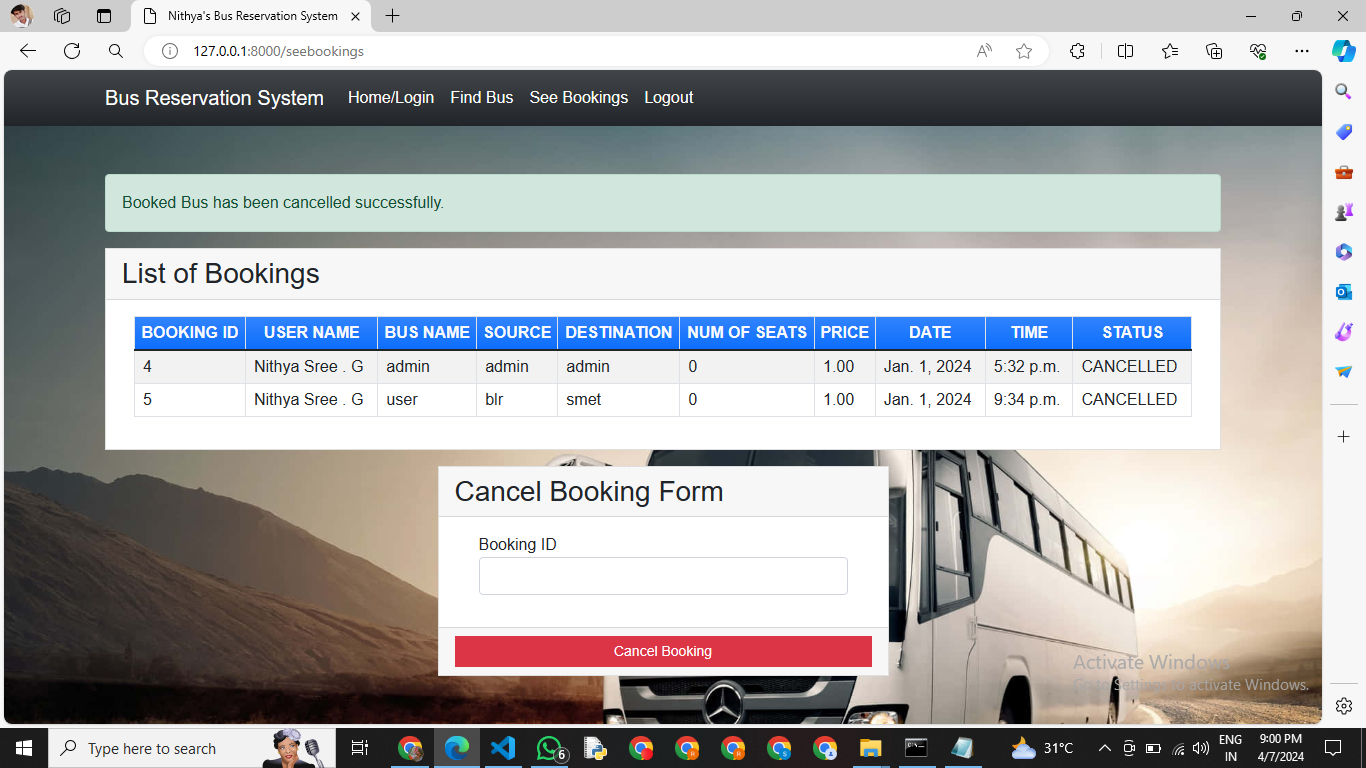 Nithya's Bus Reservation System
127.0.0.1:8000/seebookings
Bus Reservation System Home/Login Find Bus See Bookings Logout
Booked Bus has been cancelled successfully.
List of Bookings
BOOKING ID USER NAME BUS NAME SOURCE DESTINATION NUM OF SEATS PRICE DATE TIME STATUS
4 Nithya Sree . G admin admin admin 0 1.00 Jan. 1, 2024 5:32 p.m. CANCELLED
5 Nithya Sree . G user blr smet 0 1.00 Jan. 1, 2024 9:34 p.m. CANCELLED
Cancel Booking Form
Booking ID
Cancel Booking
Activate Windows
Go to Settings to activate Windows.
Type here to search
6
31°C
ENG
IN
9:00 PM
4/7/2024